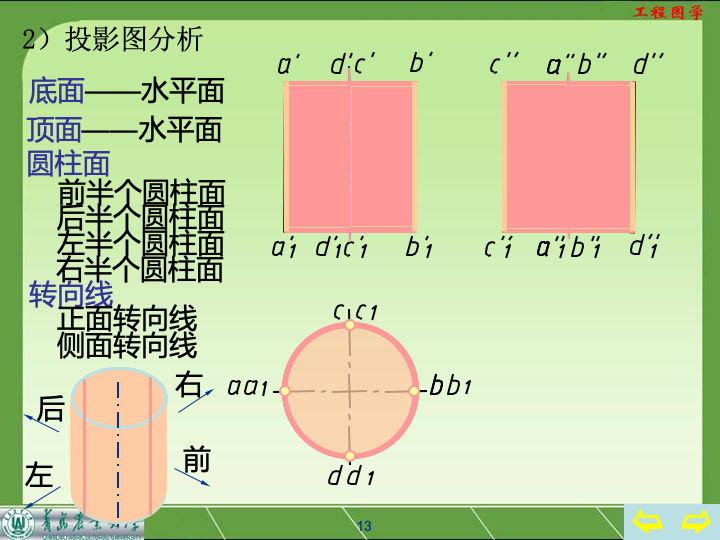 工程图学
2）投影图分析
底面——水平面
顶面——水平面
圆柱面
前半个圆柱面
后半个圆柱面
左半个圆柱面
右半个圆柱面
转向线
正面转向线
侧面转向线
a′ d′c′ b′ c″ a″b″ d″
a′1 d′1c′1 b′1 c″1 a″1b″1 d″1
c c1
aa1 bb1
d d1
右
后
前
左
青岛农业大学
13